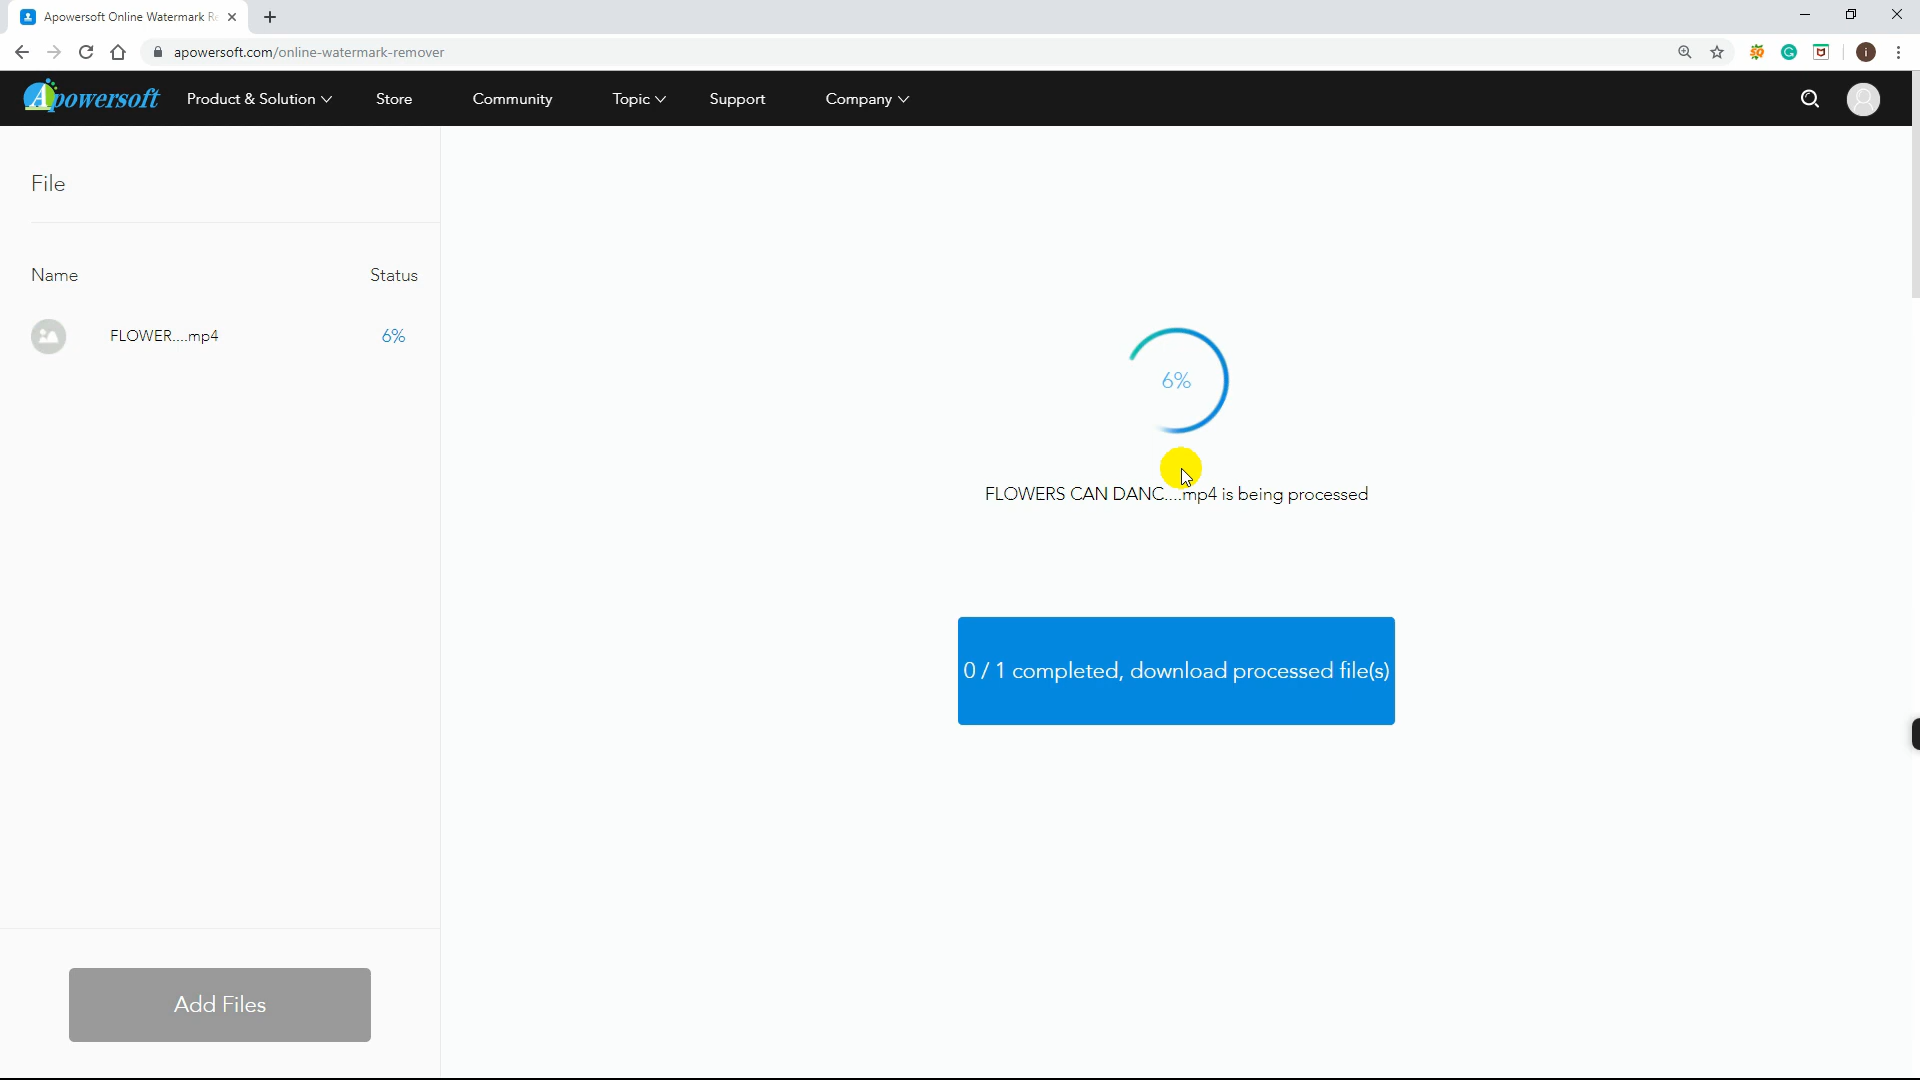 Apowersoft Online Watermark Re
apowersoft.com/online-watermark-remover
SQ
G
i
Apowersoft
Product & Solution
Store
Community
Topic
Support
Company
File
Name
Status
FLOWER....mp4
6%
6%
FLOWERS CAN DANC....mp4 is being processed
0 / 1 completed, download processed file(s)
Add Files